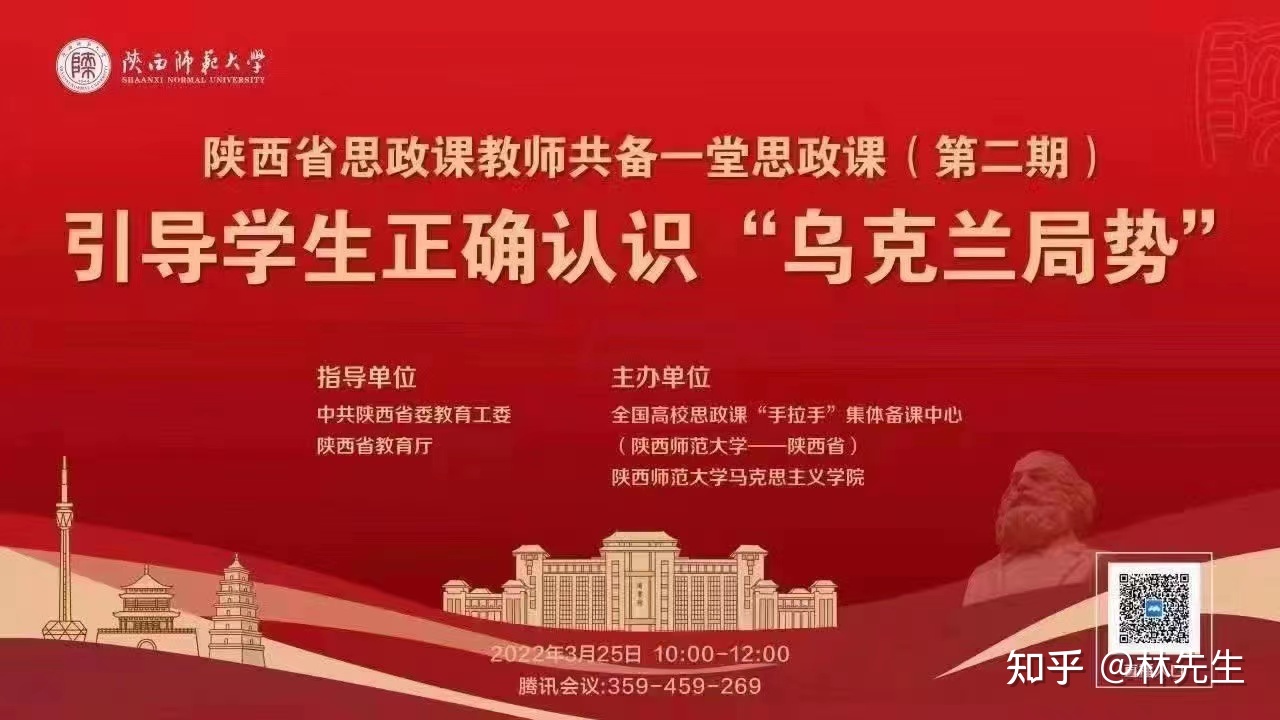 陕西师范大学
SHAANXI NORMAL UNIVERSITY
陕西省思政课教师共备一堂思政课（第二期）
引导学生正确认识“乌克兰局势”
指导单位
中共陕西省委教育工委
陕西省教育厅
主办单位
全国高校思政课“手拉手”集体备课中心
（陕西师范大学——陕西省）
陕西师范大学马克思主义学院
2022年3月25日 10:00-12:00
腾讯会议:359-459-269
知乎 @林先生